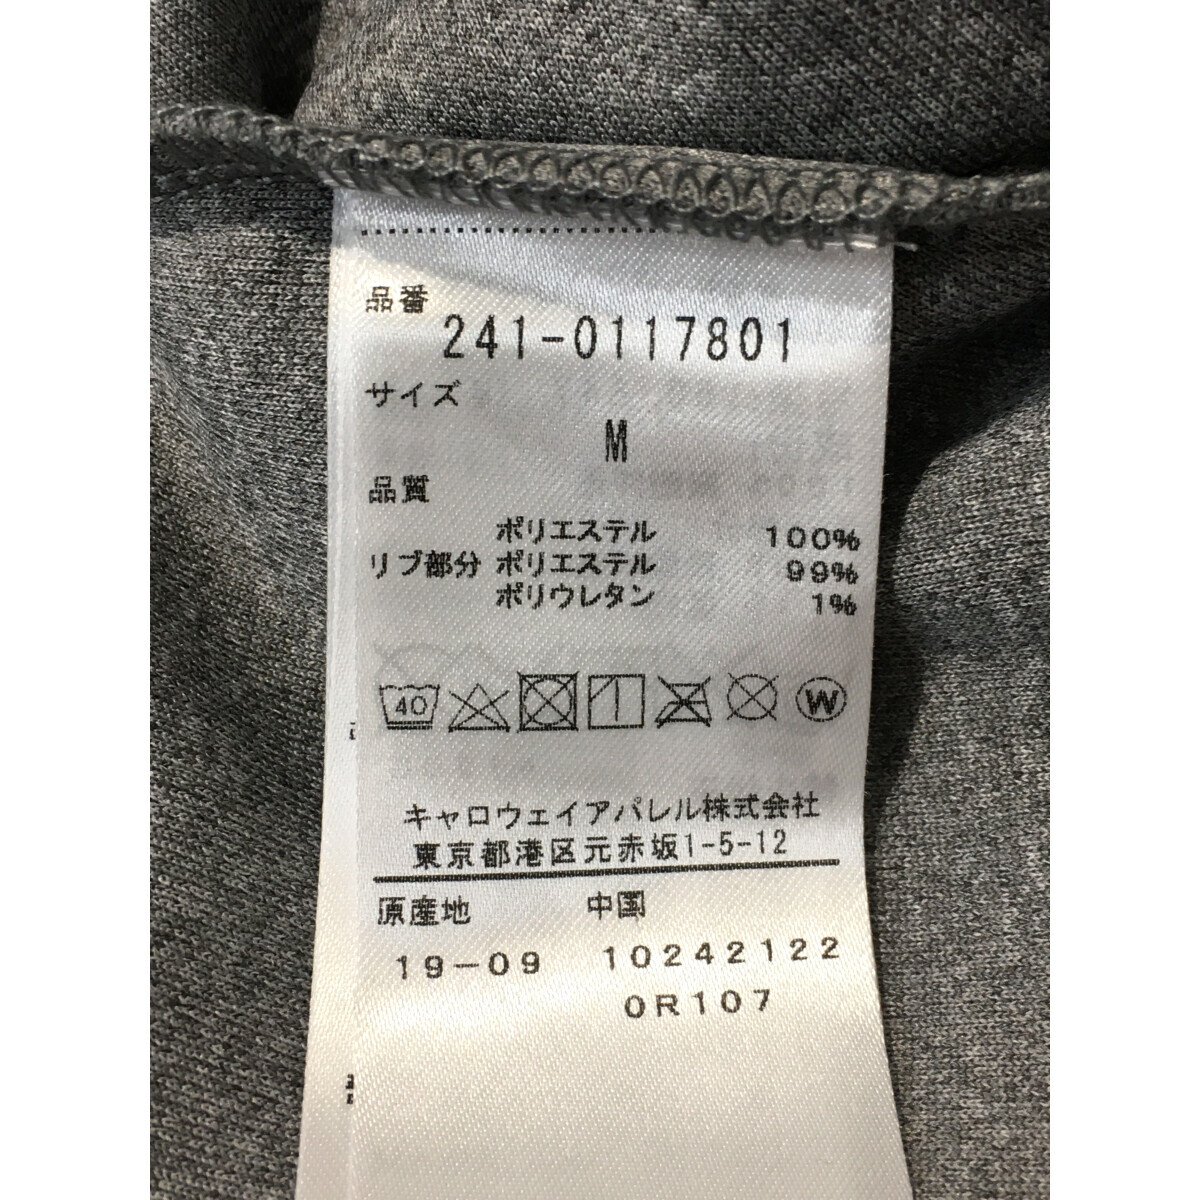 品番
241-0117801
サイズ
M
品質
ポリエステル 100%
リブ部分 ポリエステル 99%
ポリウレタン 1%
40 W
キャロウェイアパレル株式会社
東京都港区元赤坂1-5-12
原産地 中国
19-09 10242122
0R107